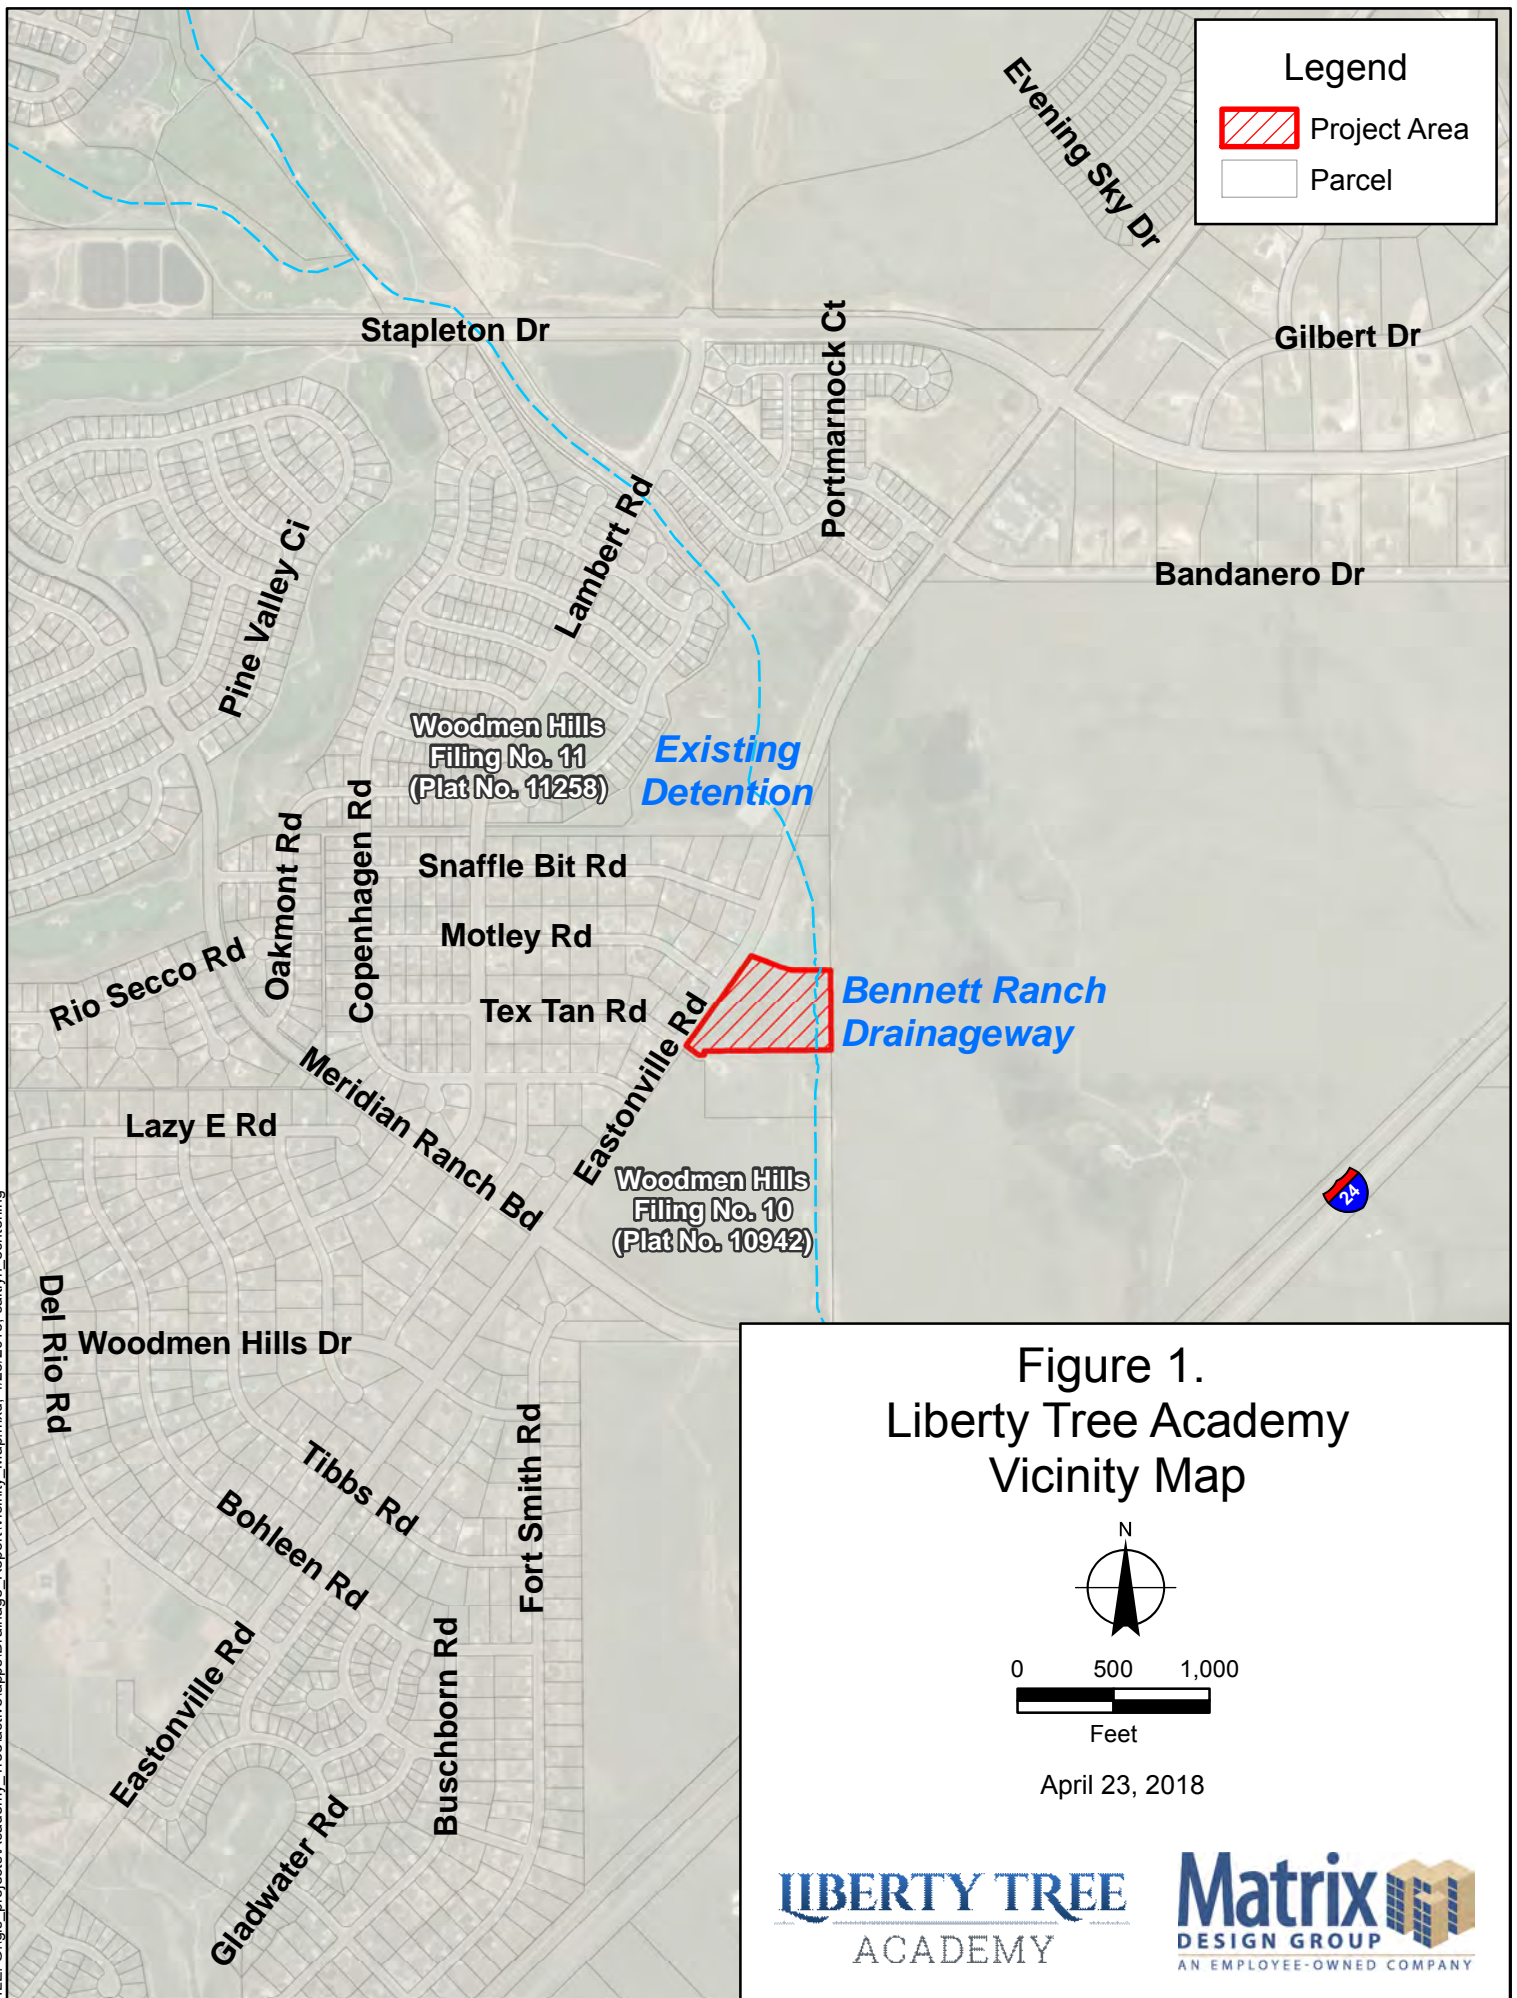 Legend
Project Area
Parcel
Evening Sky Dr
Stapleton Dr
Portmarnock Ct
Gilbert Dr
Lambert Rd
Pine Valley Ci
Bandanero Dr
Woodmen Hills
Filing No. 11
(Plat No. 11258)
Existing
Detention
Oakmont Rd
Copenhagen Rd
Snaffle Bit Rd
Motley Rd
Rio Secco Rd
Tex Tan Rd
Eastonville Rd
Bennett Ranch
Drainageway
Meridian Ranch Bd
Lazy E Rd
Woodmen Hills
Filing No. 10
(Plat No. 10942)
24
Del Rio Rd
Woodmen Hills Dr
Tibbs Rd
Bohleen Rd
Fort Smith Rd
Eastonville Rd
Buschborn Rd
Gladwater Rd
Figure 1.
Liberty Tree Academy
Vicinity Map
N
0 500 1,000
Feet
April 23, 2018
LIBERTY TREE
ACADEMY
Matrix
DESIGN GROUP
AN EMPLOYEE-OWNED COMPANY